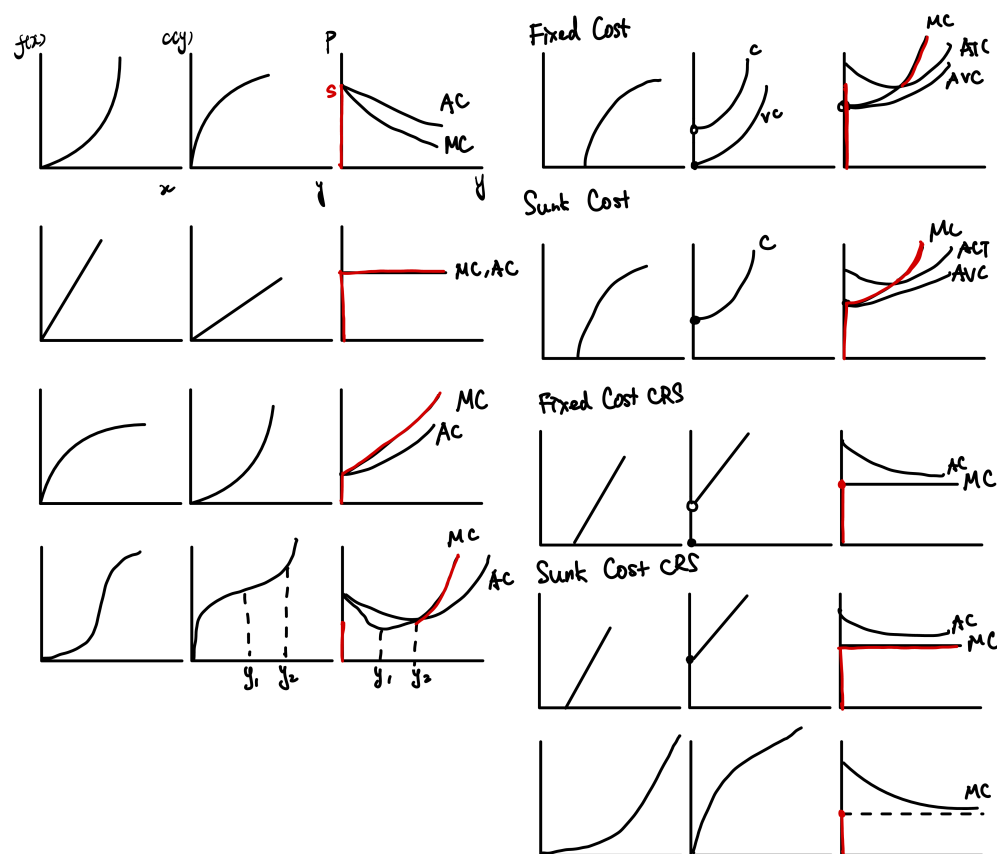 f(x)
c(y)
P
S
AC
MC
x
y
y
MC, AC
MC
AC
MC
AC
y₁
y₂
y₁
y₂
Fixed Cost
C
VC
MC
ATC
AVC
Sunk Cost
C
MC
ACT
AVC
Fixed Cost CRS
AC
MC
Sunk Cost CRS
AC
MC
MC